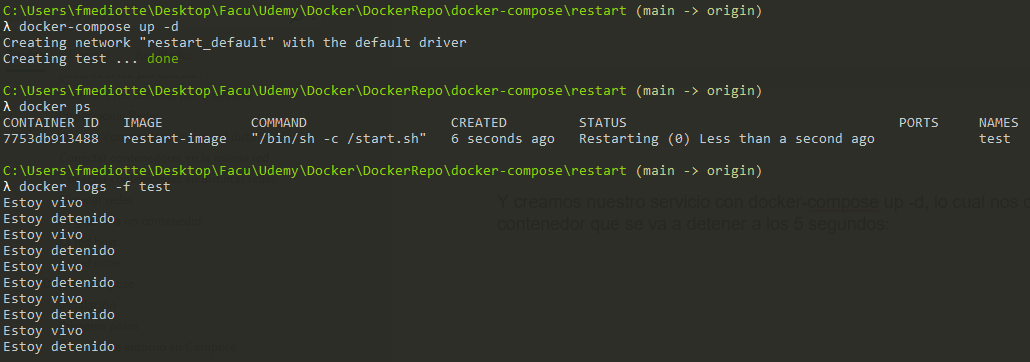 C:\Users\fmediotte\Desktop\Facu\Udemy\Docker\DockerRepo\docker-compose\restart (main -> origin)
λ docker-compose up -d
Creating network "restart_default" with the default driver
Creating test ... done
C:\Users\fmediotte\Desktop\Facu\Udemy\Docker\DockerRepo\docker-compose\restart (main -> origin)
λ docker ps
CONTAINER ID IMAGE COMMAND CREATED STATUS PORTS NAMES
7753db913488 restart-image "/bin/sh -c /start.sh" 6 seconds ago Restarting (0) Less than a second ago test
C:\Users\fmediotte\Desktop\Facu\Udemy\Docker\DockerRepo\docker-compose\restart (main -> origin)
λ docker logs -f test
Estoy vivo
Y creamos nuestro servicio con docker-compose up -d, lo cual nos
Estoy detenido
contenedor que se va a detener a los 5 segundos:
Estoy vivo
Estoy detenido
Estoy vivo
Estoy detenido
Estoy vivo
Estoy detenido
Estoy vivo
Estoy detenido